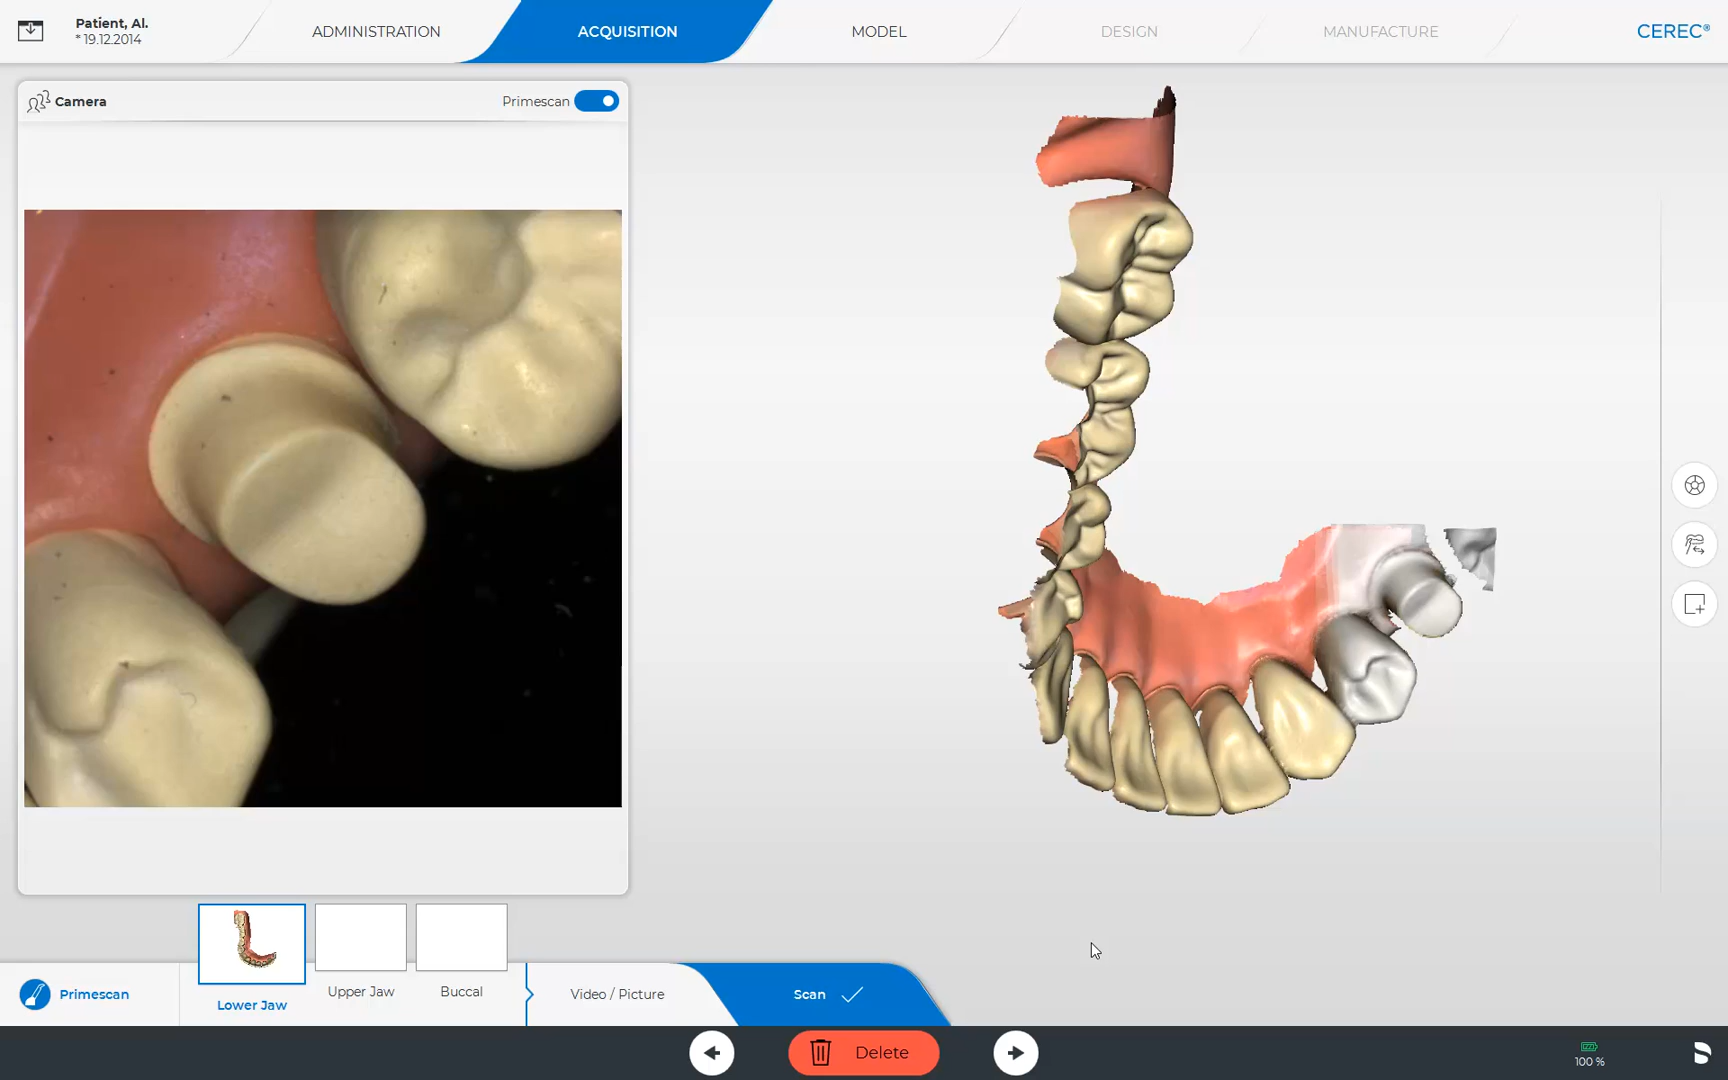 Patient, Al.
* 19.12.2014
ADMINISTRATION
ACQUISITION
MODEL
DESIGN
MANUFACTURE
CEREC®
Camera
Primescan
Primescan
Lower Jaw
Upper Jaw
Buccal
Video / Picture
Scan
Delete
100 %